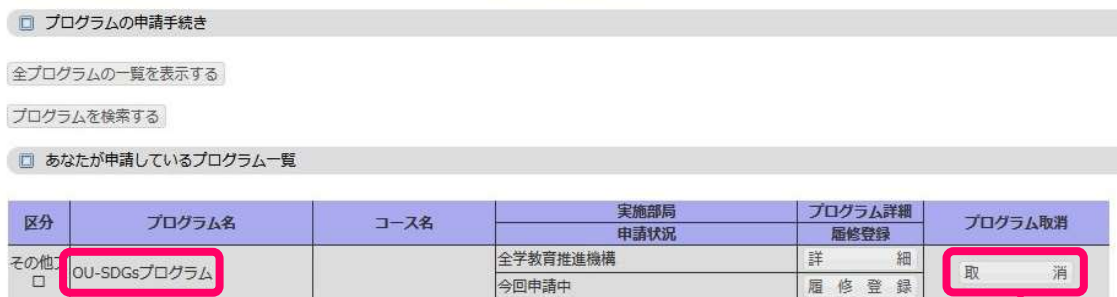 プログラムの申請手続き
全プログラムの一覧を表示する
プログラムを検索する
あなたが申請しているプログラム一覧
区分 プログラム名 コース名 実施部局 プログラム詳細 プログラム取消
申請状況 履修登録
その他プロ OU-SDGsプログラム 全学教育推進機構 詳細 取消
今回申請中 履修登録